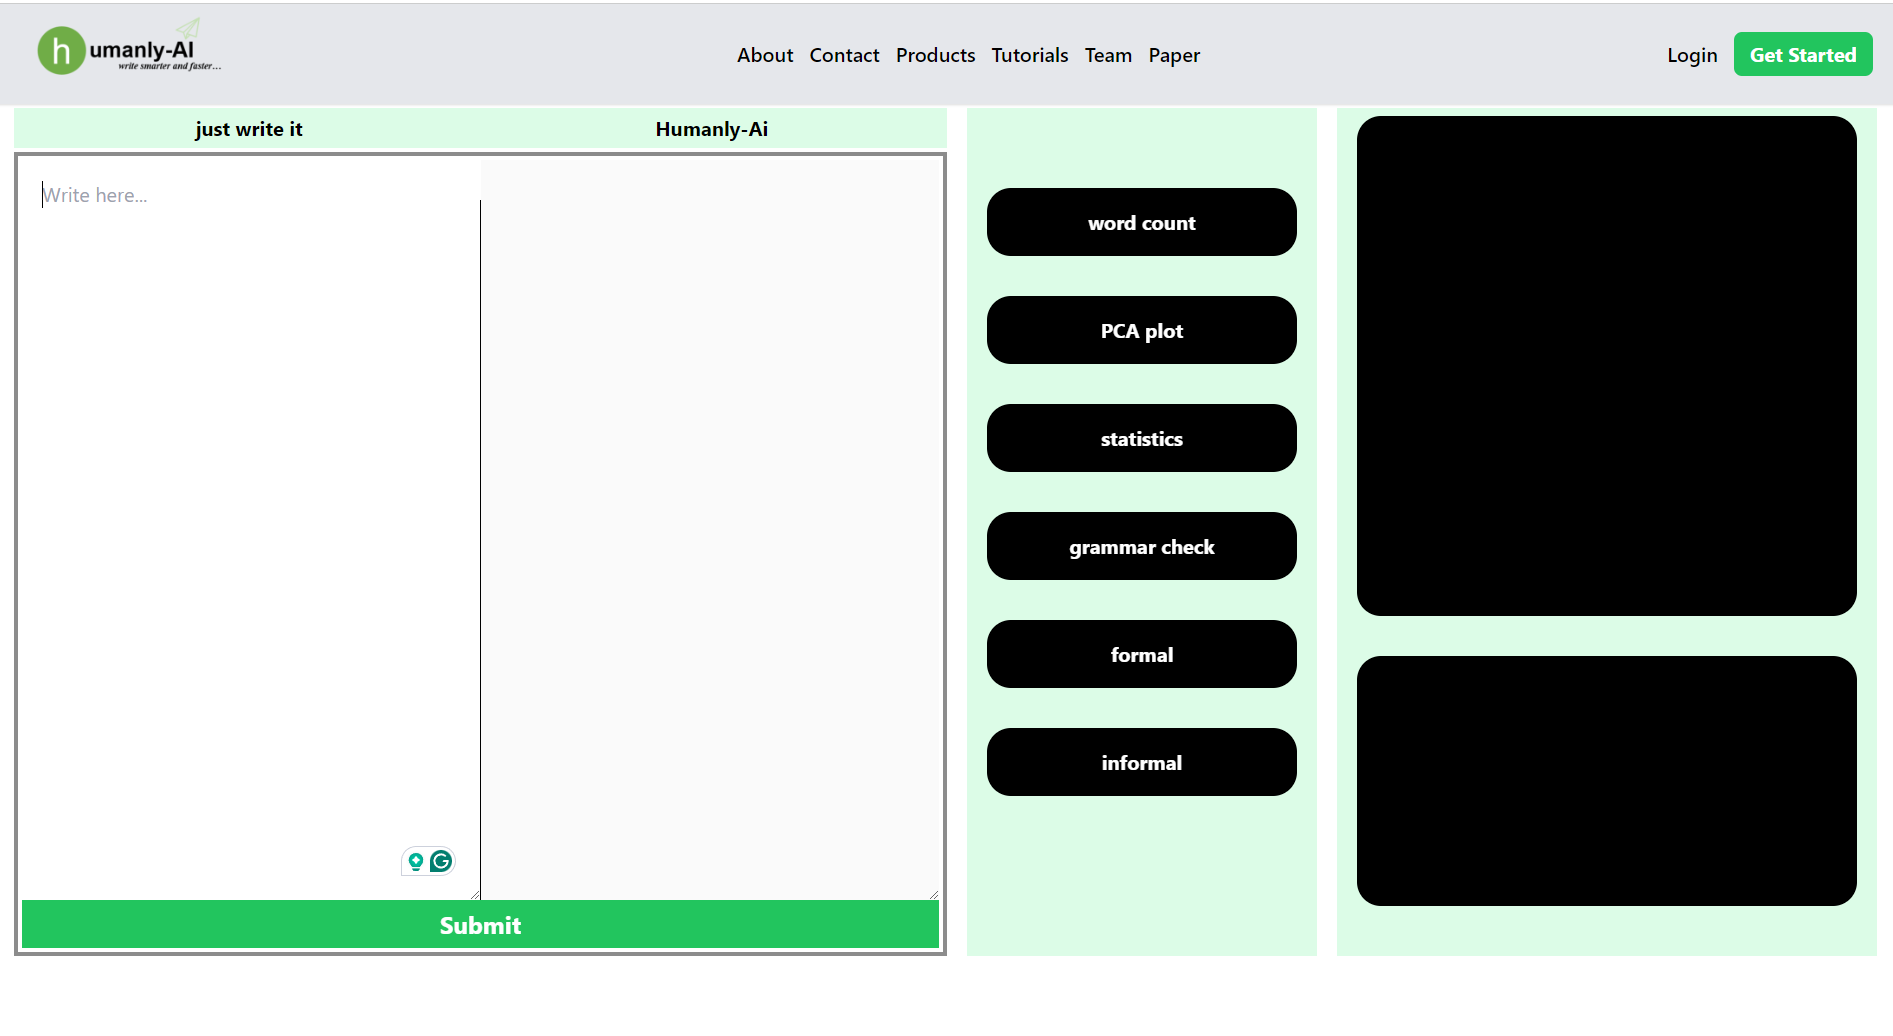 humanly-AI
write smarter and faster...
About Contact Products Tutorials Team Paper
Login Get Started
just write it
Humanly-Ai
Write here...
Submit
word count
PCA plot
statistics
grammar check
formal
informal